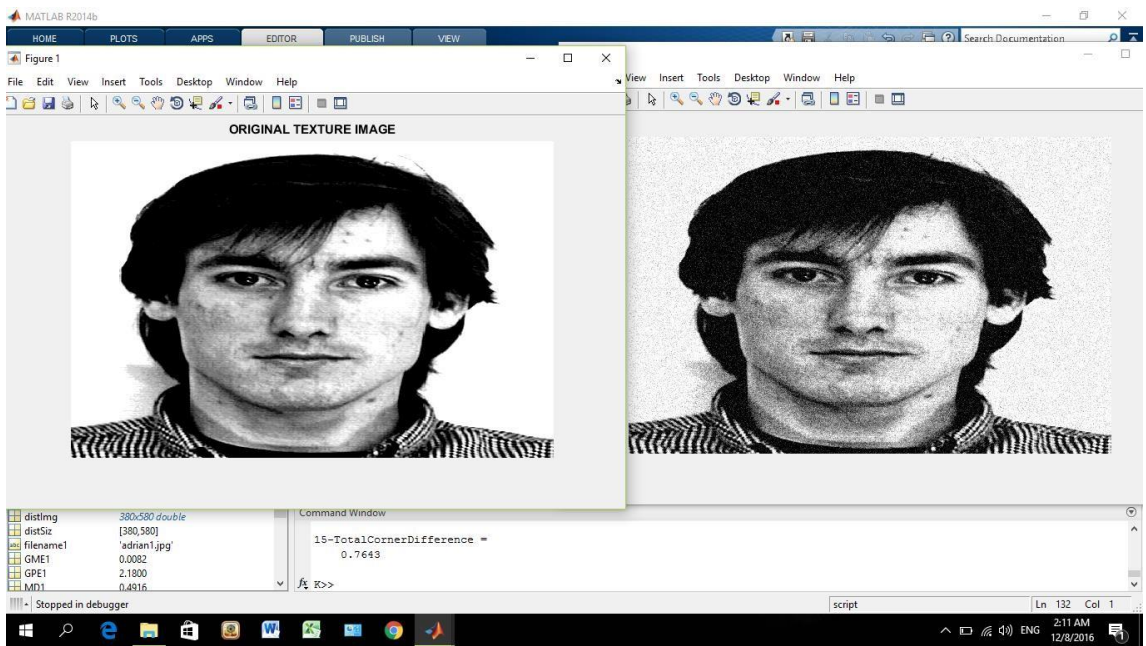 MATLAB R2014b
HOME PLOTS APPS EDITOR PUBLISH VIEW
Search Documentation
Figure 1
File Edit View Insert Tools Desktop Window Help
View Insert Tools Desktop Window Help
ORIGINAL TEXTURE IMAGE
distImg 380x580 double
distSiz [380,580]
filename1 'adrian1.jpg'
GME1 0.0082
GPE1 2.1800
MD1 0.4916
Command Window
15-TotalCornerDifference =
0.7643
fx K>>
Stopped in debugger
script
Ln 132 Col 1
ENG
2:11 AM
12/8/2016